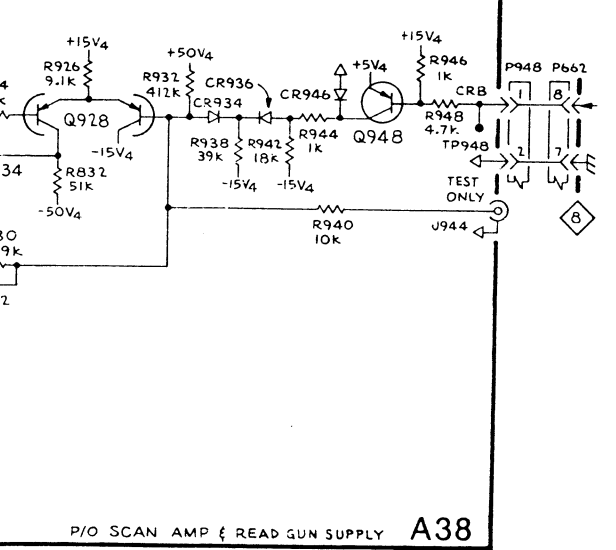 +15V4
R926
9.1K
+50V4
R932
412K
CR936
CR934
+5V4
CR946
+15V4
R946
1K
CRB
P948
P662
1
8
Q928
-15V4
R938
39K
R942
18K
R944
1K
Q948
R948
4.7K
TP948
2
7
34
R832
51K
-50V4
-15V4
-15V4
TEST
ONLY
R940
10K
J944
8
30
9K
2
P/O SCAN AMP & READ GUN SUPPLY
A38